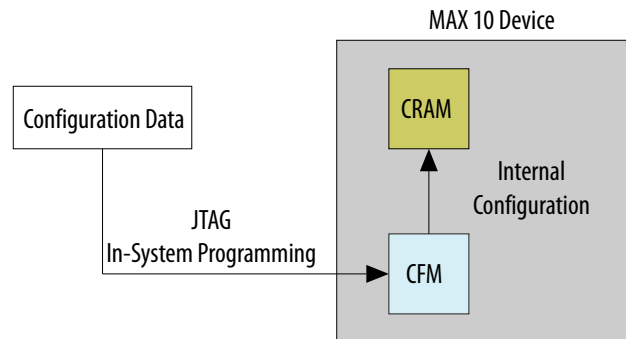 MAX 10 Device
Configuration Data
CRAM
Internal
Configuration
JTAG
In-System Programming
CFM